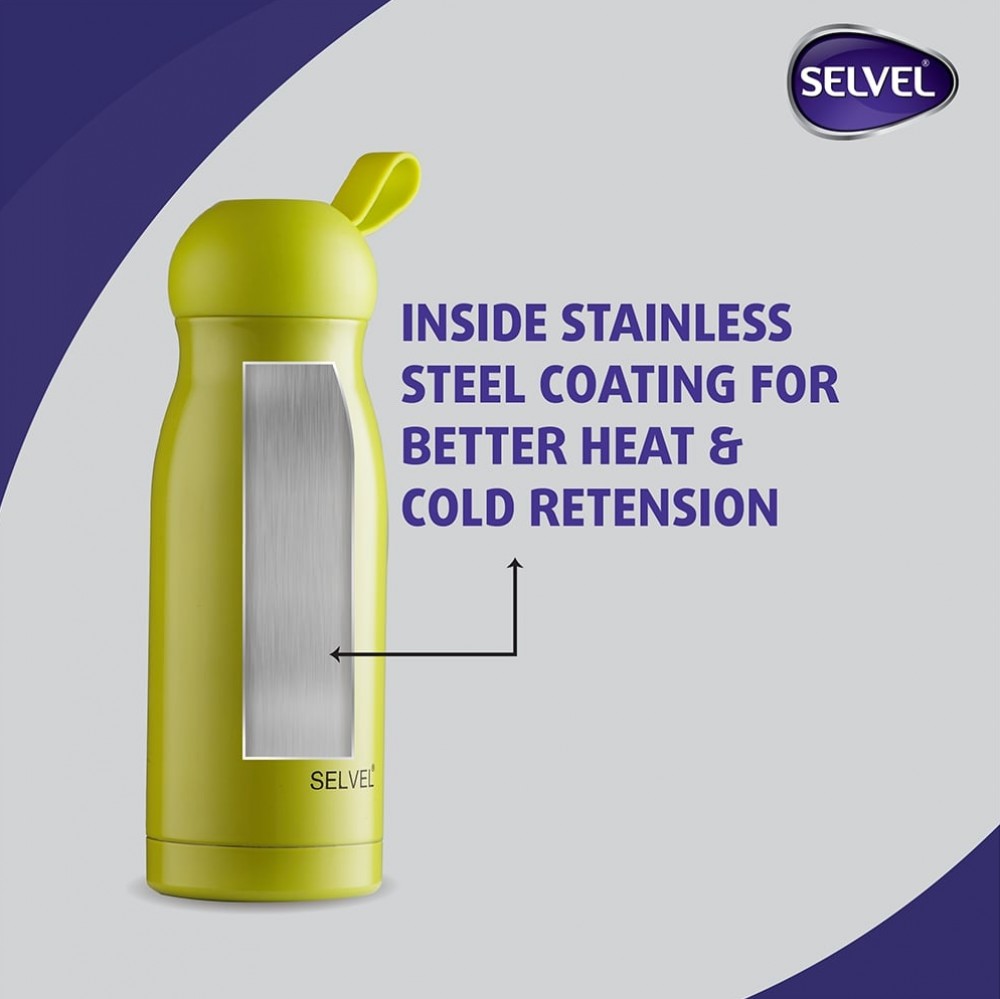 SELVEL®
INSIDE STAINLESS
STEEL COATING FOR
BETTER HEAT &
COLD RETENSION
SELVEL®